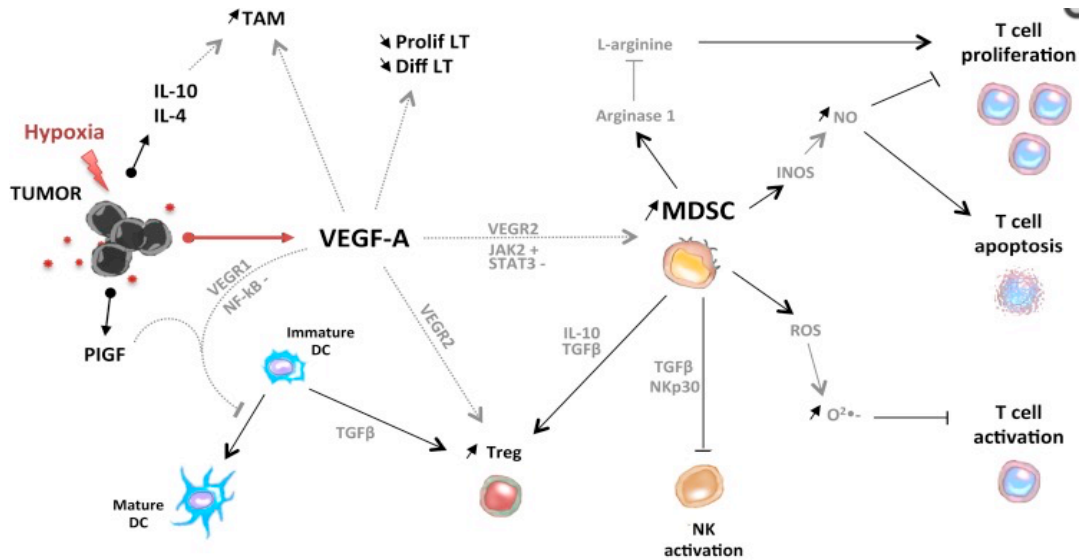 TAM
IL-10
IL-4
Prolif LT
Diff LT
Hypoxia
TUMOR
VEGF-A
VEGR1
NF-kB -
PIGF
Immature
DC
Mature
DC
TGFβ
VEGR2
Treg
VEGR2
JAK2 +
STAT3 -
MDSC
L-arginine
Arginase 1
INOS
NO
T cell
proliferation
T cell
apoptosis
IL-10
TGFβ
TGFβ
NKp30
NK
activation
ROS
O²•-
T cell
activation